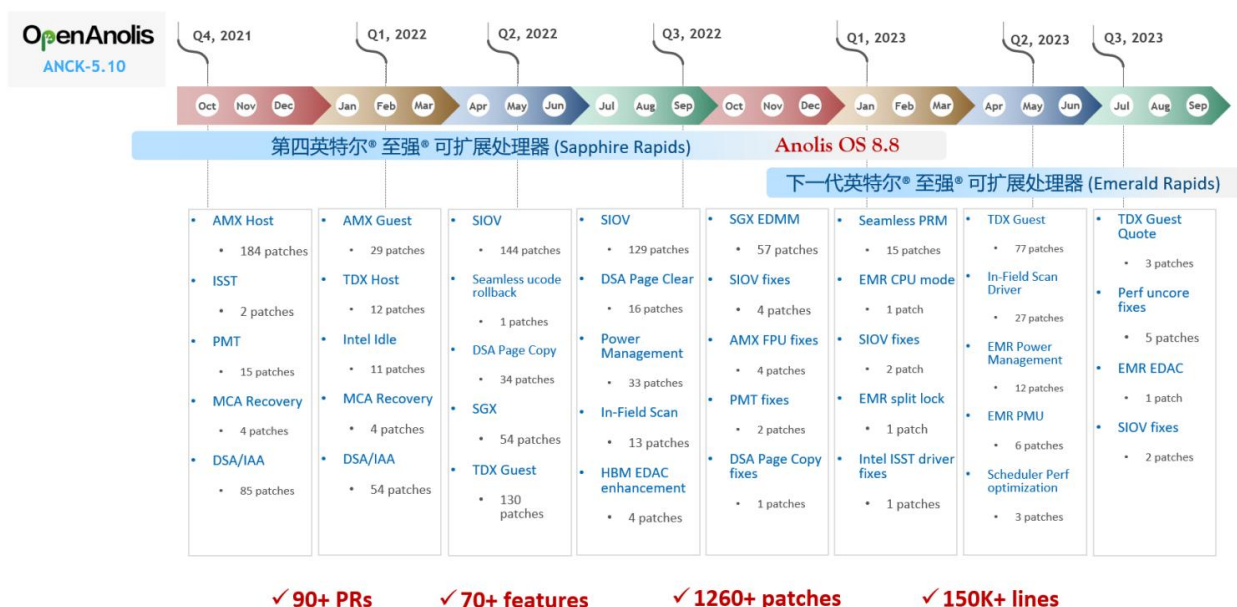 OpenAnolis
ANCK-5.10
Q4, 2021
Q1, 2022
Q2, 2022
Q3, 2022
Q1, 2023
Q2, 2023
Q3, 2023
Oct Nov Dec Jan Feb Mar Apr May Jun Jul Aug Sep Oct Nov Dec Jan Feb Mar Apr May Jun Jul Aug Sep
第四英特尔® 至强® 可扩展处理器 (Sapphire Rapids)
Anolis OS 8.8
下一代英特尔® 至强® 可扩展处理器 (Emerald Rapids)
• AMX Host
• 184 patches
• ISST
• 2 patches
• PMT
• 15 patches
• MCA Recovery
• 4 patches
• DSA/IAA
• 85 patches
• AMX Guest
• 29 patches
• TDX Host
• 12 patches
• Intel Idle
• 11 patches
• MCA Recovery
• 4 patches
• DSA/IAA
• 54 patches
• SIOV
• 144 patches
• Seamless ucode
rollback
• 1 patches
• DSA Page Copy
• 34 patches
• SGX
• 54 patches
• TDX Guest
• 130
patches
• SIOV
• 129 patches
• DSA Page Clear
• 16 patches
• Power
Management
• 33 patches
• In-Field Scan
• 13 patches
• HBM EDAC
enhancement
• 4 patches
• SGX EDMM
• 57 patches
• SIOV fixes
• 4 patches
• AMX FPU fixes
• 4 patches
• PMT fixes
• 2 patches
• DSA Page Copy
fixes
• 1 patches
• Seamless PRM
• 15 patches
• EMR CPU mode
• 1 patch
• SIOV fixes
• 2 patch
• EMR split lock
• 1 patch
• Intel ISST driver
fixes
• 1 patches
• TDX Guest
• 77 patches
• In-Field Scan
Driver
• 27 patches
• EMR Power
Management
• 12 patches
• EMR PMU
• 6 patches
• Scheduler Perf
optimization
• 3 patches
• TDX Guest
Quote
• 3 patches
• Perf uncore
fixes
• 5 patches
• EMR EDAC
• 1 patch
• SIOV fixes
• 2 patches
✓ 90+ PRs
✓ 70+ features
✓ 1260+ patches
✓ 150K+ lines